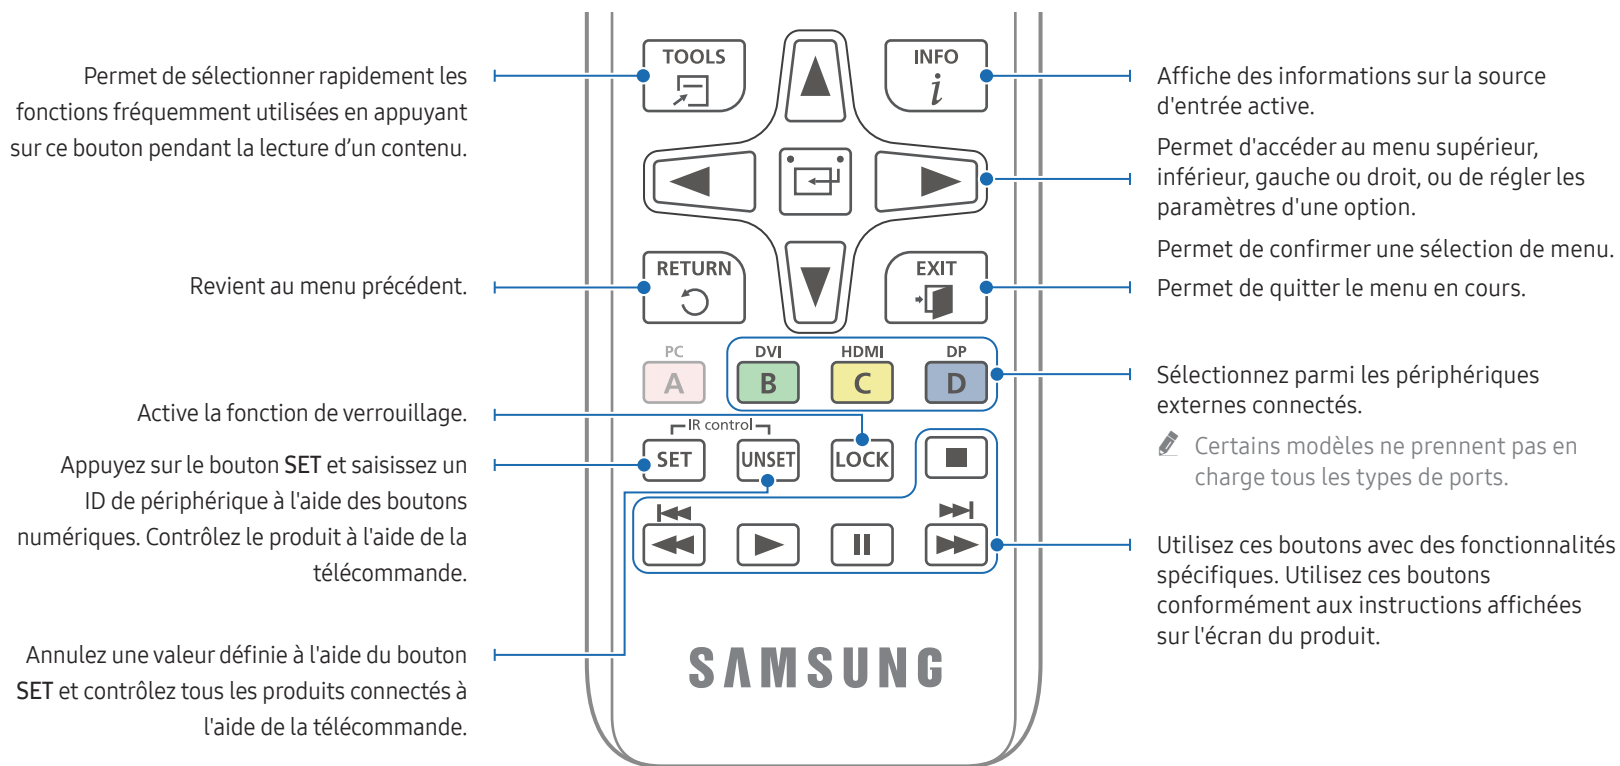 Permet de sélectionner rapidement les
fonctions fréquemment utilisées en appuyant
sur ce bouton pendant la lecture d’un contenu.
Revient au menu précédent.
Active la fonction de verrouillage.
Appuyez sur le bouton SET et saisissez un
ID de périphérique à l'aide des boutons
numériques. Contrôlez le produit à l'aide de la
télécommande.
Annulez une valeur définie à l'aide du bouton
SET et contrôlez tous les produits connectés à
l'aide de la télécommande.
TOOLS
INFO
i
RETURN
EXIT
PC
DVI
HDMI
DP
A
B
C
D
IR control
SET
UNSET
LOCK
SAMSUNG
Affiche des informations sur la source
d'entrée active.
Permet d'accéder au menu supérieur,
inférieur, gauche ou droit, ou de régler les
paramètres d'une option.
Permet de confirmer une sélection de menu.
Permet de quitter le menu en cours.
Sélectionnez parmi les périphériques
externes connectés.
Certains modèles ne prennent pas en
charge tous les types de ports.
Utilisez ces boutons avec des fonctionnalités
spécifiques. Utilisez ces boutons
conformément aux instructions affichées
sur l'écran du produit.